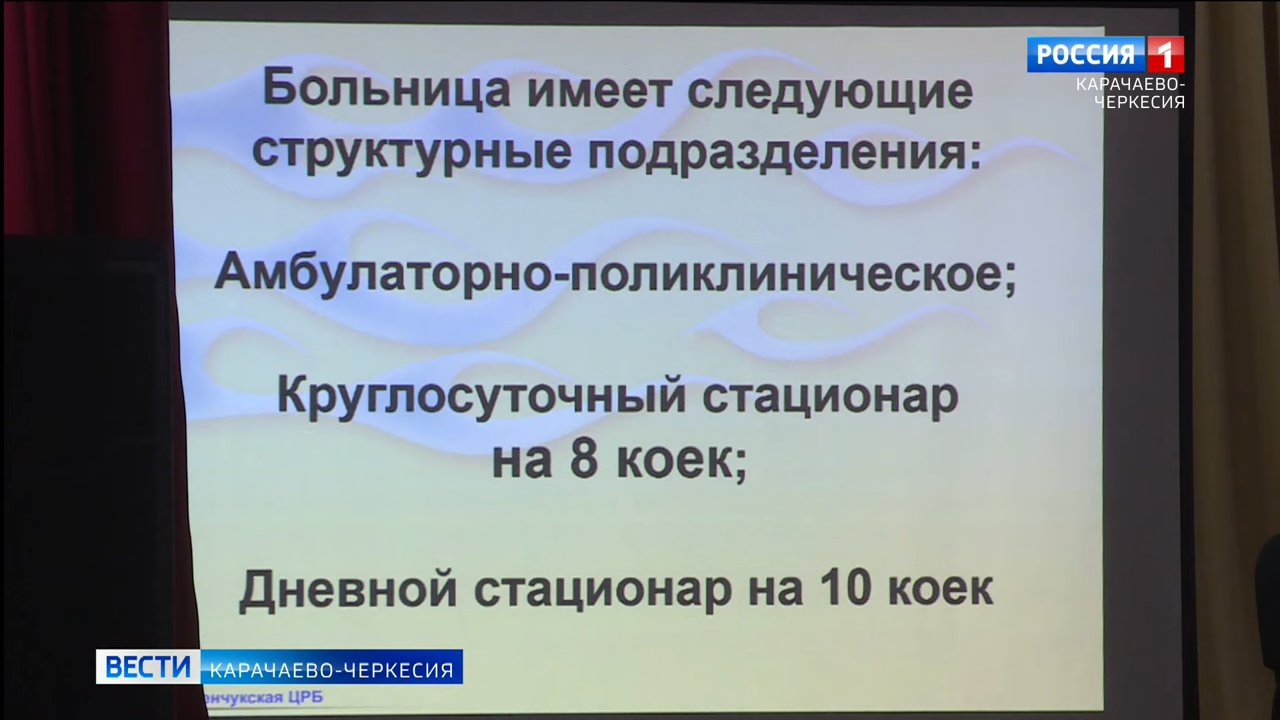 РОССИЯ 1
КАРАЧАЕВО-
ЧЕРКЕСИЯ
Больница имеет следующие
структурные подразделения:
Амбулаторно-поликлиническое;
Круглосуточный стационар
на 8 коек;
Дневной стационар на 10 коек
ВЕСТИ КАРАЧАЕВО-ЧЕРКЕСИЯ
ЦРБ